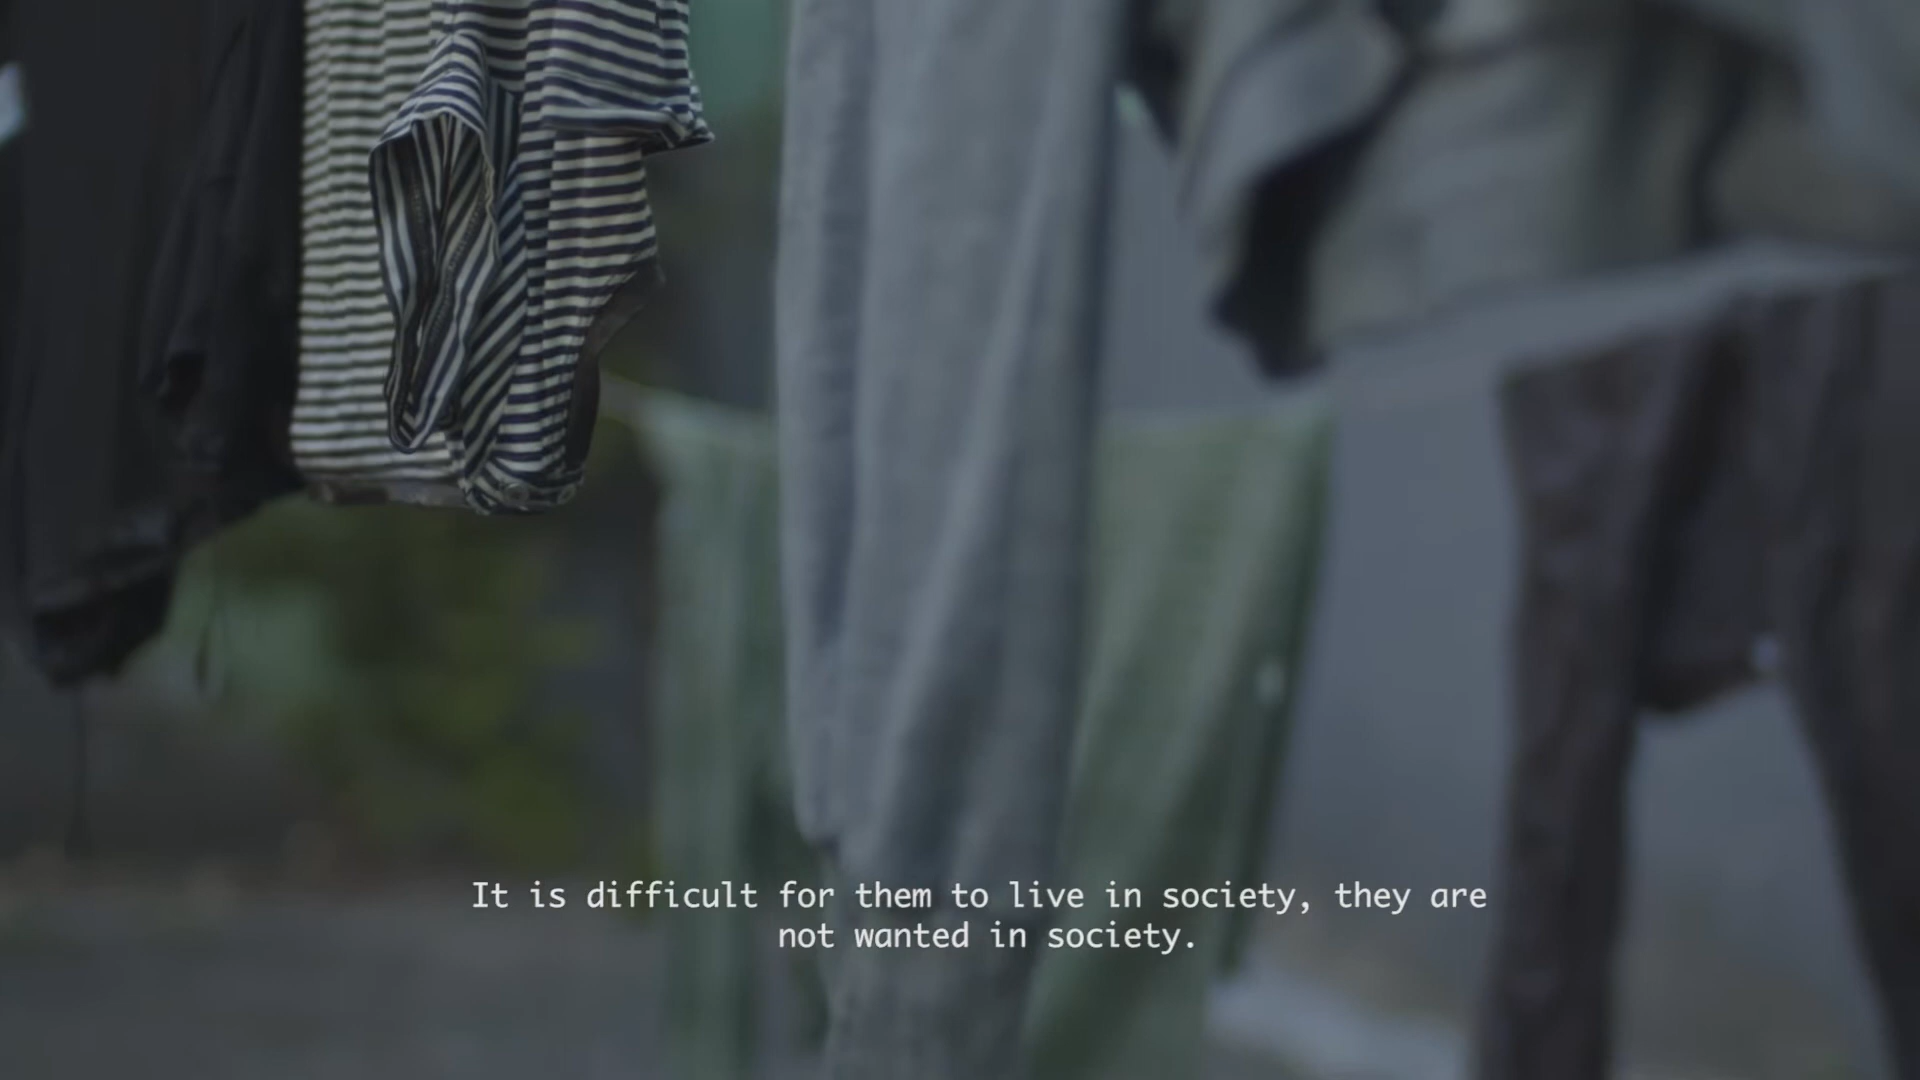 It is difficult for them to live in society, they are
not wanted in society.